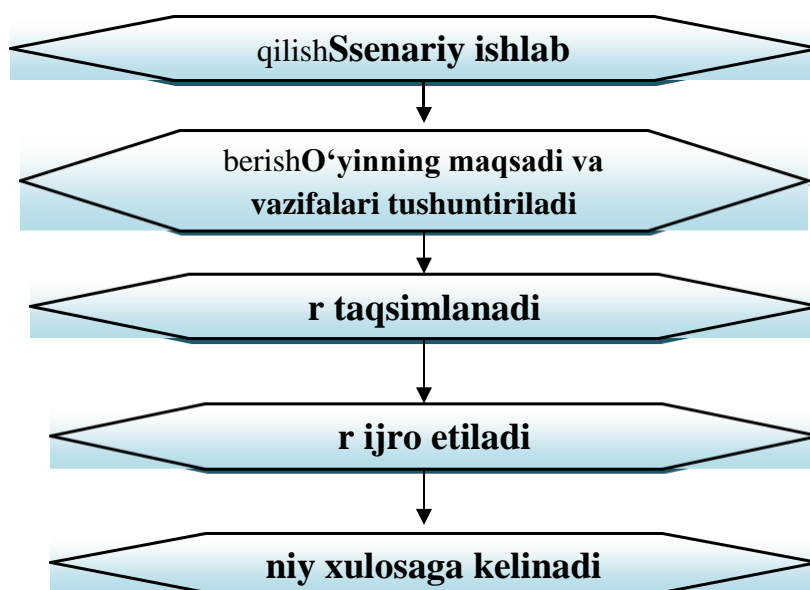 qilishSsenariy ishlab
berishO‘yinning maqsadi va
vazifalari tushuntiriladi
r taqsimlanadi
r ijro etiladi
niy xulosaga kelinadi